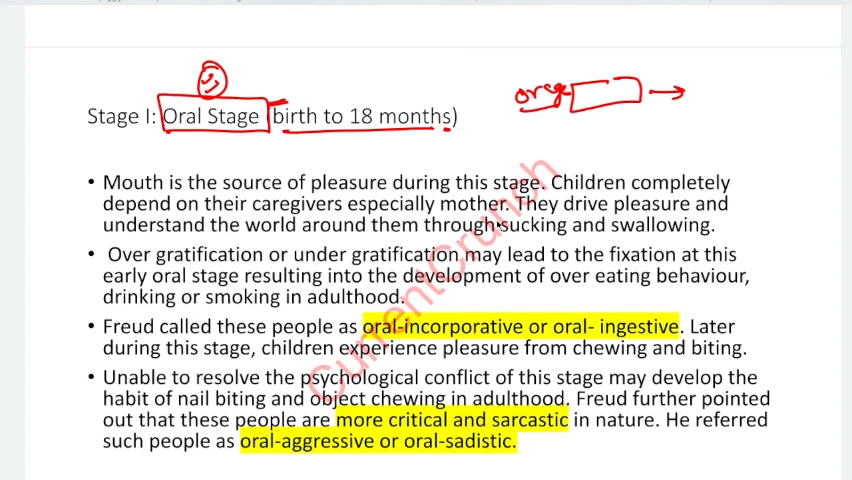 Stage I: Oral Stage (birth to 18 months)
• Mouth is the source of pleasure during this stage. Children completely
depend on their caregivers especially mother. They drive pleasure and
understand the world around them through sucking and swallowing.
• Over gratification or under gratification may lead to the fixation at this
early oral stage resulting into the development of over eating behaviour,
drinking or smoking in adulthood.
• Freud called these people as oral-incorporative or oral- ingestive. Later
during this stage, children experience pleasure from chewing and biting.
• Unable to resolve the psychological conflict of this stage may develop the
habit of nail biting and object chewing in adulthood. Freud further pointed
out that these people are more critical and sarcastic in nature. He referred
such people as oral-aggressive or oral-sadistic.
CurrentCrunch